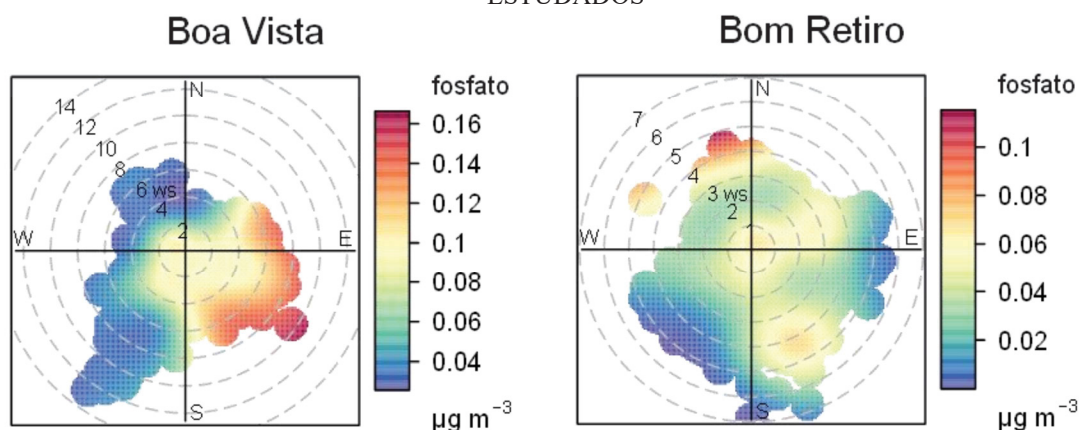 ESTUDADOS
Boa Vista
N
14
12
10
8
6 ws
4
2
W
E
S
fosfato
0.16
0.14
0.12
0.1
0.08
0.06
0.04
µg m⁻³
Bom Retiro
N
7
6
5
4
3 ws
2
1
W
E
S
fosfato
0.1
0.08
0.06
0.04
0.02
µg m⁻³